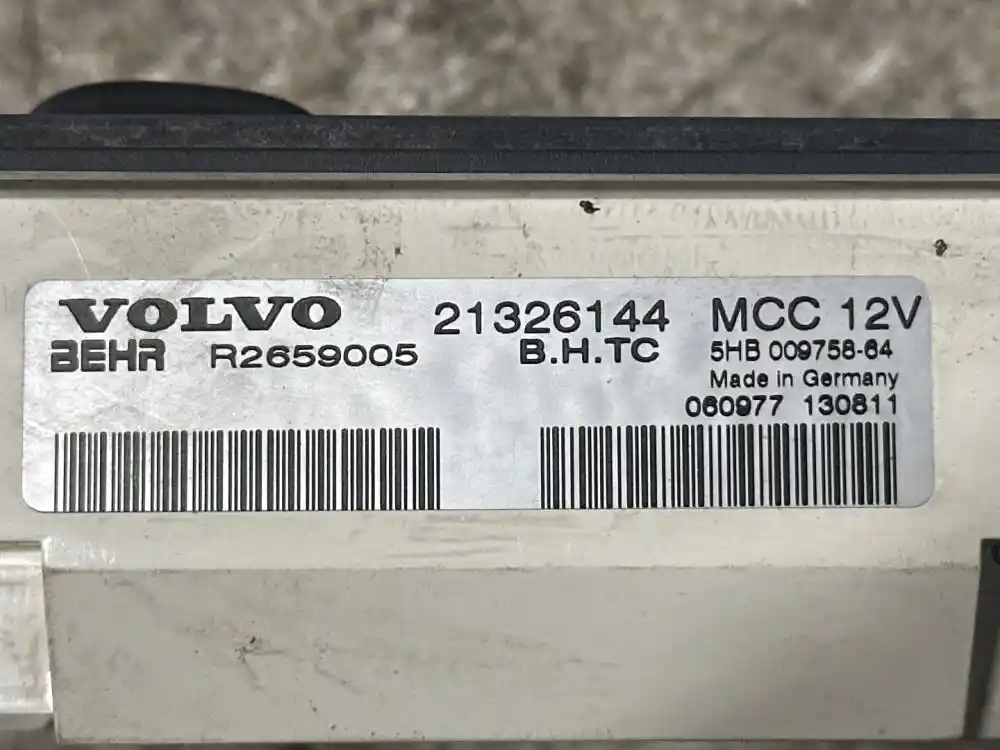 VOLVO 21326144 MCC 12V
BEHR R2659005 B.H.TC 5HB 009758-64
Made in Germany
060977 130811